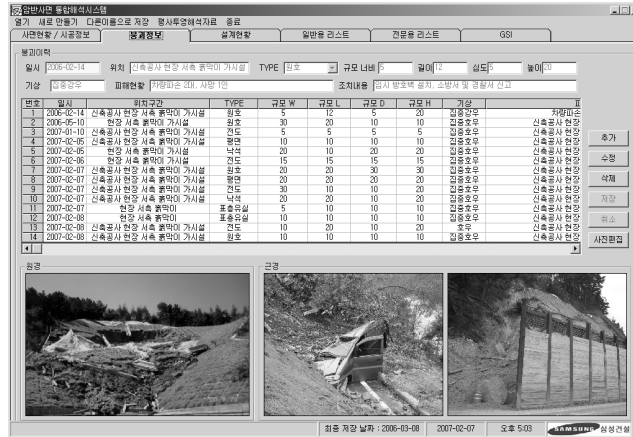 암반사면 통합해석시스템
열기 새로 만들기 다른이름으로 저장 평사투영해석자료 종료
사면현황 / 시공정보 붕괴정보 설계현황 일반용 리스트 전문용 리스트 GSI
붕괴이력
일시 2006-02-14 위치 신축공사 현장 서측 흙막이 가시설 TYPE 원호 규모 너비 5 길이 12 심도 5 높이 20
기상 집중강우 피해현황 차량파손 2대, 사망 1인 조치내용 임시 방호벽 설치, 소방서 및 경찰서 신고
번호 일시 위치구간 TYPE 규모 W 규모 L 규모 D 규모 H 기상 피
1 2006-02-14 신축공사 현장 서측 흙막이 가시설 원호 5 12 5 20 집중강우 차량파손
2 2006-05-10 현장 서측 흙막이 가시설 원호 30 20 10 10 집중호우 신축공사 현장
3 2007-01-10 신축공사 현장 서측 흙막이 가시설 전도 5 5 5 5 집중호우 신축공사 현장
4 2007-02-05 신축공사 현장 서측 흙막이 가시설 평면 10 10 10 10 집중호우 신축공사 현장
5 2007-02-05 현장 서측 흙막이 가시설 낙석 20 10 20 20 집중호우 신축공사 현장
6 2007-02-06 현장 서측 흙막이 가시설 전도 15 15 15 15 집중호우 신축공사 현장
7 2007-02-07 신축공사 현장 서측 흙막이 가시설 원호 20 20 30 30 집중호우 신축공사 현장
8 2007-02-07 신축공사 현장 서측 흙막이 가시설 평면 20 20 20 20 집중호우 신축공사 현장
9 2007-02-07 신축공사 현장 서측 흙막이 가시설 전도 30 10 10 20 집중호우 신축공사 현장
10 2007-02-07 신축공사 현장 서측 흙막이 가시설 낙석 20 20 10 10 집중호우 신축공사 현장
11 2007-02-07 현장 서측 흙막이 표층유실 5 10 10 10 집중호우 신축공사 현장
12 2007-02-08 현장 서측 흙막이 표층유실 10 10 10 10 집중호우 신축공사 현장
13 2007-02-08 신축공사 현장 서측 흙막이 가시설 전도 10 20 10 20 호우 신축공사 현장
14 2007-02-08 신축공사 현장 서측 흙막이 가시설 원호 10 10 10 10 집중호우 신축공사 현장
추가
수정
삭제
저장
취소
사진편집
원경 근경
최종 저장 날짜 : 2006-03-08 2007-02-07 오후 5:03 SAMSUNG 삼성건설